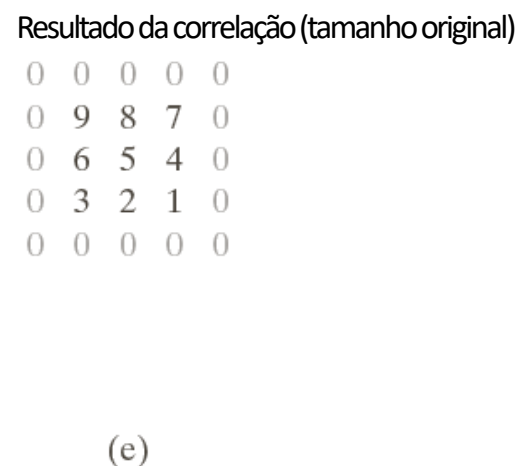 Resultado da correlação (tamanho original)
0 0 0 0 0
0 9 8 7 0
0 6 5 4 0
0 3 2 1 0
0 0 0 0 0
(e)